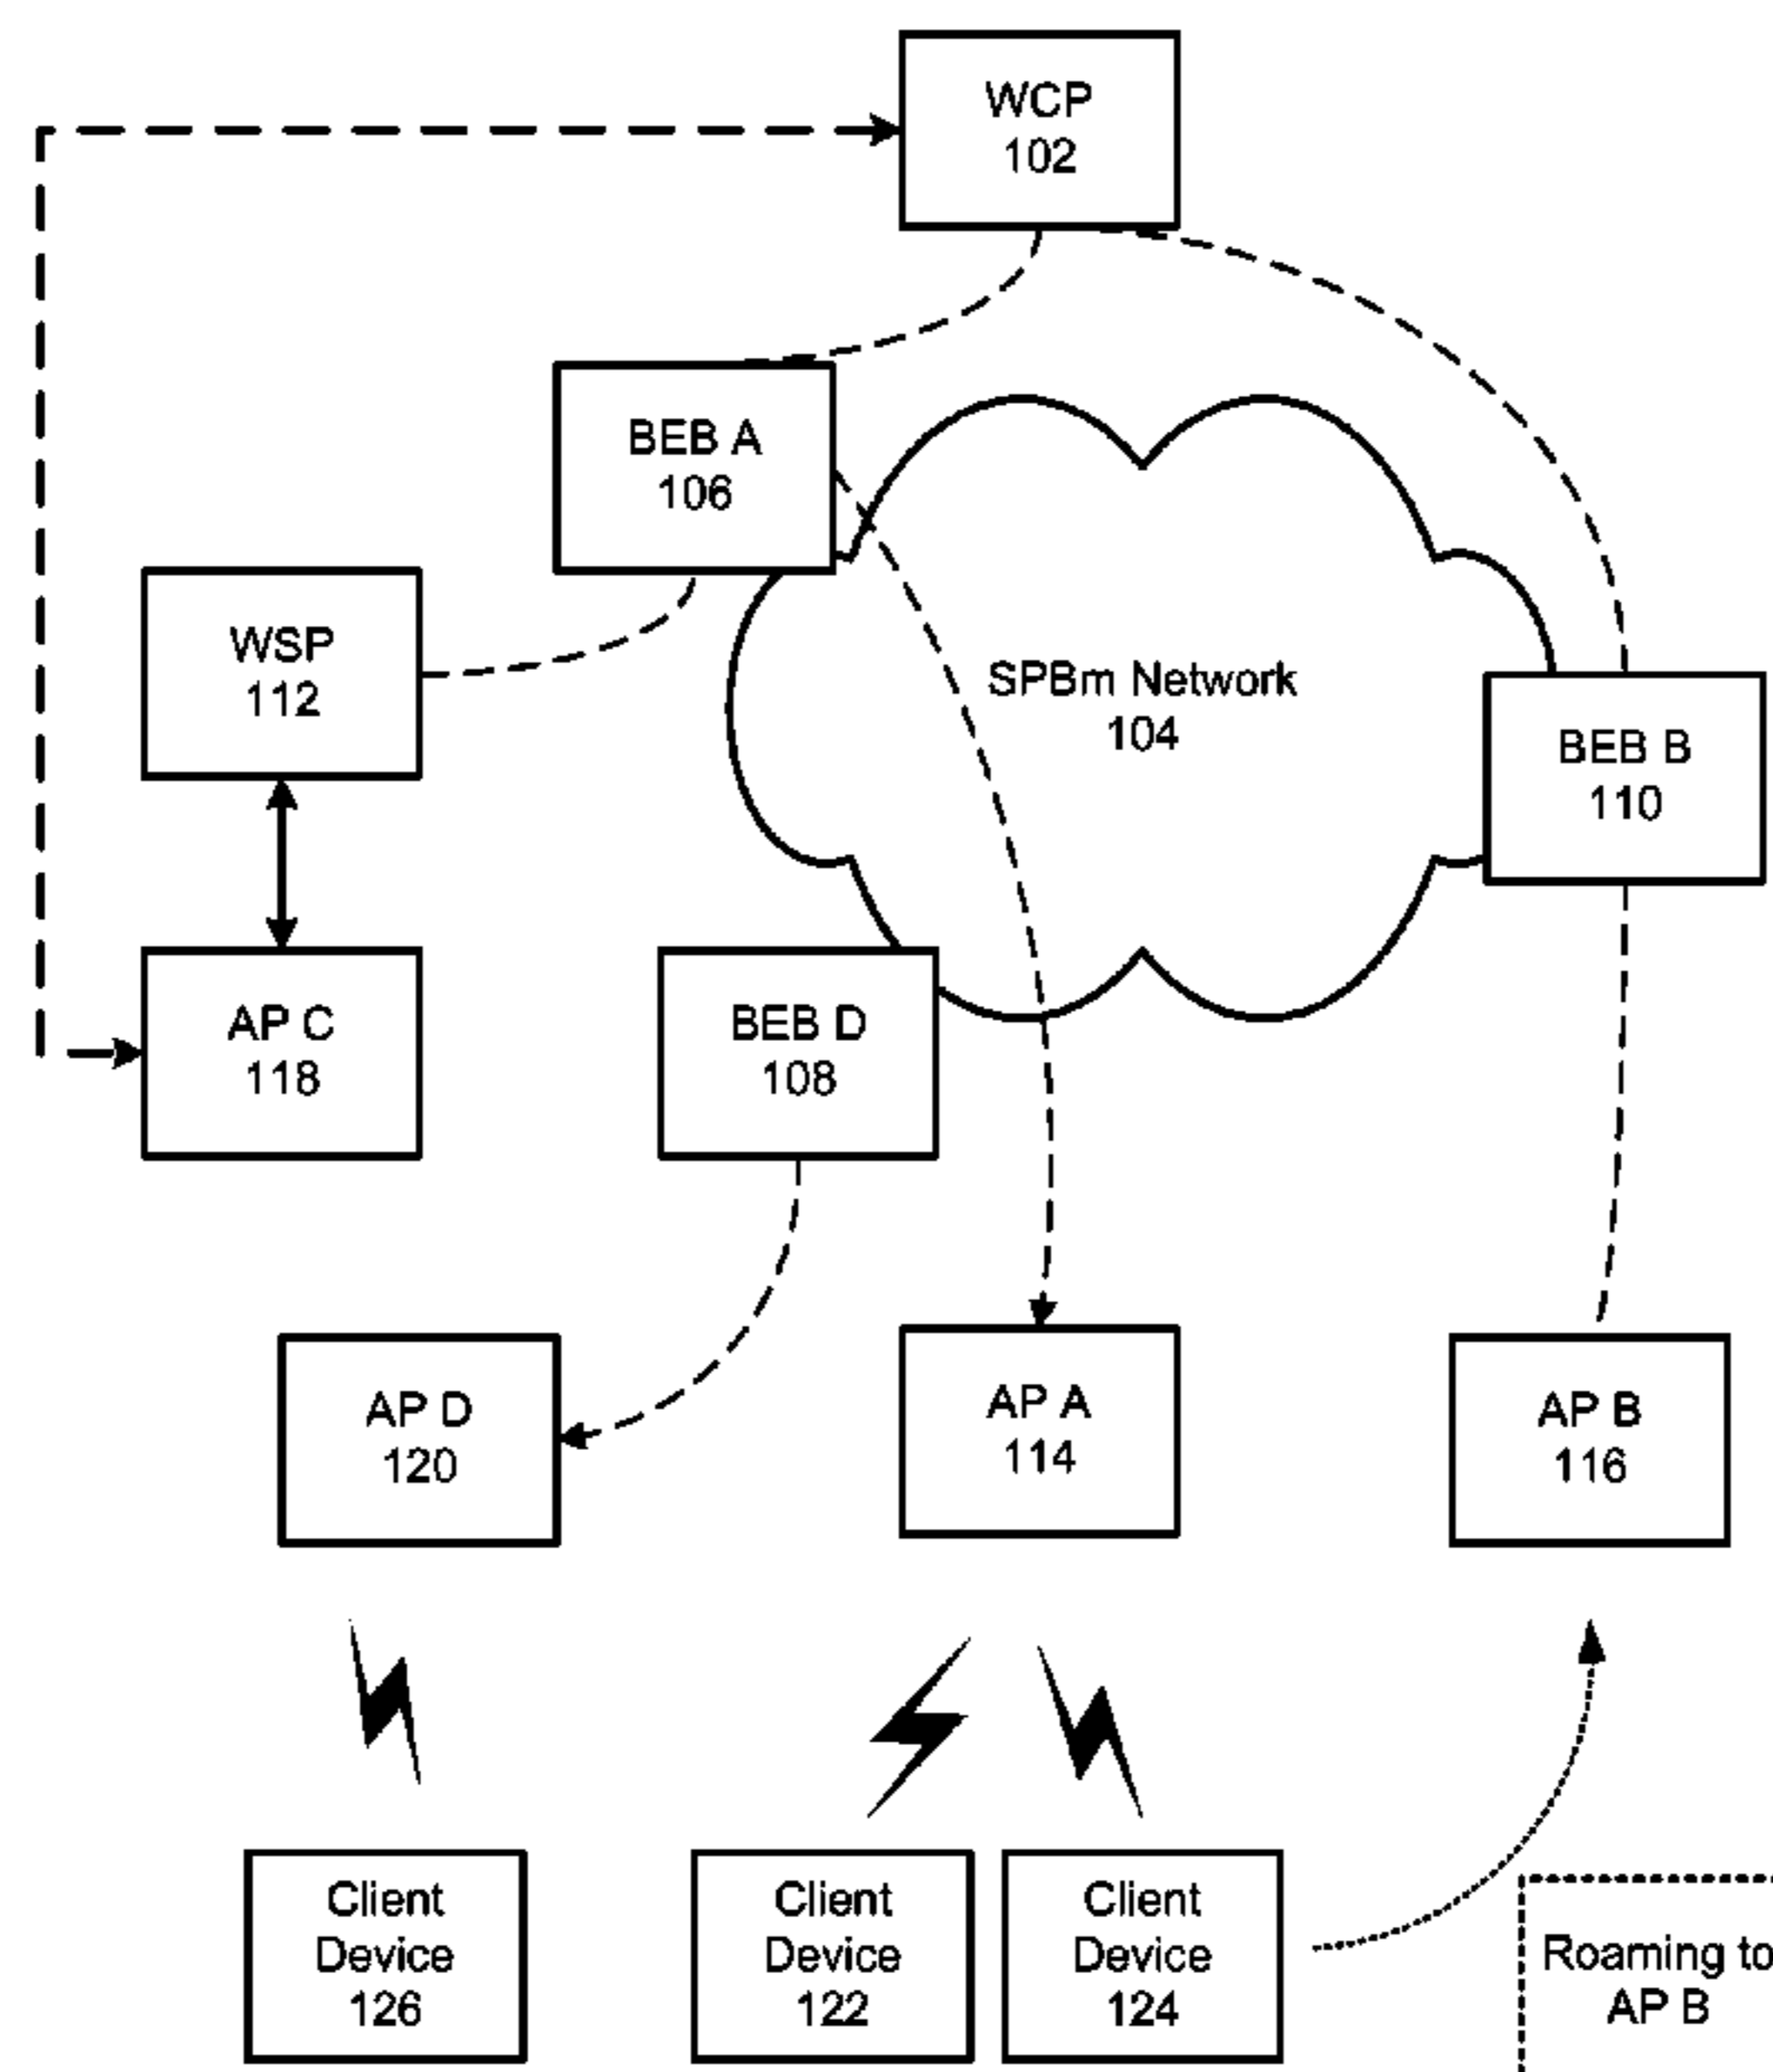 WCP
102
BEB A
106
WSP
112
SPBm Network
104
BEB B
110
AP C
118
BEB D
108
AP D
120
AP A
114
AP B
116
Client
Device
126
Client
Device
122
Client
Device
124
Roaming to
AP B